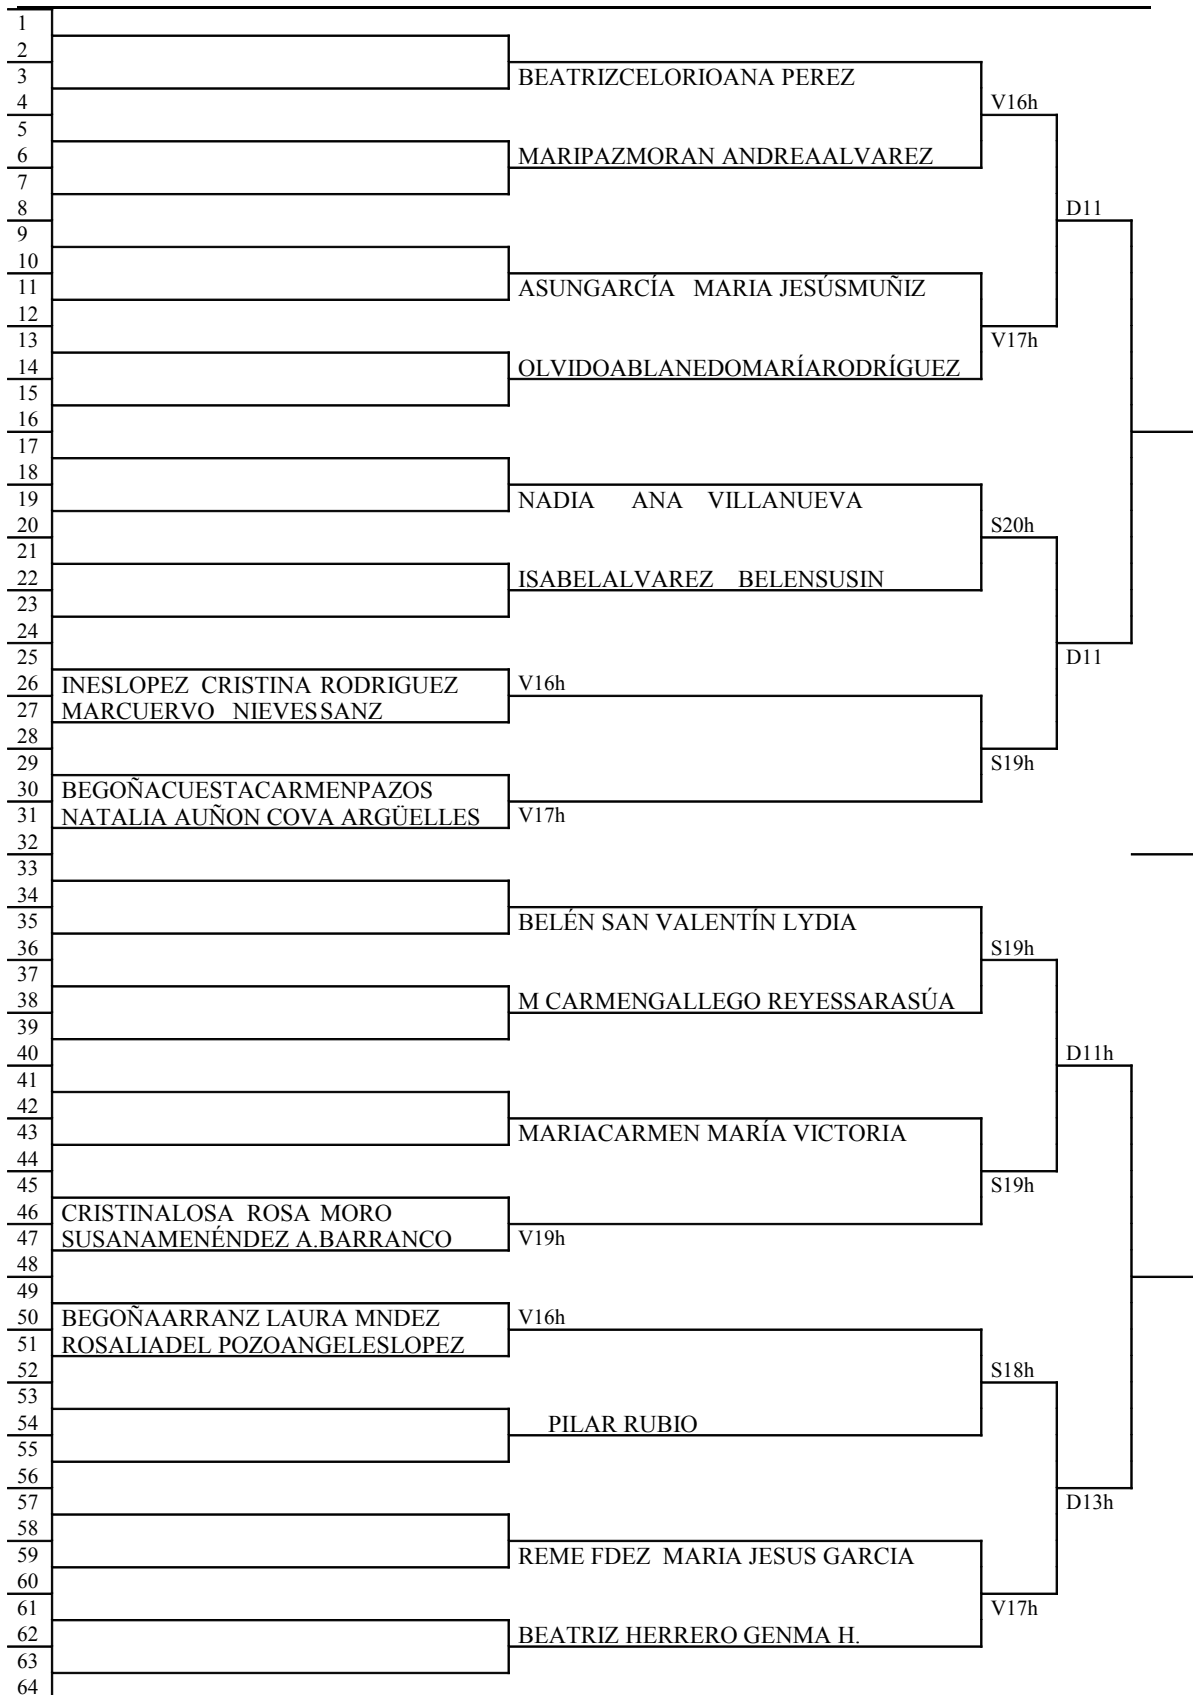 1
2
3
BEATRIZCELORIOANA PEREZ
4
V16h
5
6
MARIPAZMORAN ANDREAALVAREZ
7
8
D11
9
10
11
ASUNGARCÍA MARIA JESÚSMUÑIZ
12
13
V17h
14
OLVIDOABLANEDOMARÍARODRÍGUEZ
15
16
17
18
19
NADIA ANA VILLANUEVA
20
S20h
21
22
ISABELALVAREZ BELENSUSIN
23
24
25
D11
26
INESLOPEZ CRISTINA RODRIGUEZ
V16h
27
MARCUERVO NIEVESSANZ
28
29
S19h
30
BEGOÑACUESTACARMENPAZOS
31
NATALIA AUÑON COVA ARGÜELLES
V17h
32
33
34
35
BELÉN SAN VALENTÍN LYDIA
36
S19h
37
38
M CARMENGALLEGO REYESSARASÚA
39
40
D11h
41
42
43
MARIACARMEN MARÍA VICTORIA
44
45
S19h
46
CRISTINALOSA ROSA MORO
47
SUSANAMENÉNDEZ A.BARRANCO
V19h
48
49
50
BEGOÑAARRANZ LAURA MNDEZ
V16h
51
ROSALIADEL POZOANGELESLOPEZ
52
S18h
53
54
PILAR RUBIO
55
56
57
D13h
58
59
REME FDEZ MARIA JESUS GARCIA
60
61
V17h
62
BEATRIZ HERRERO GENMA H.
63
64